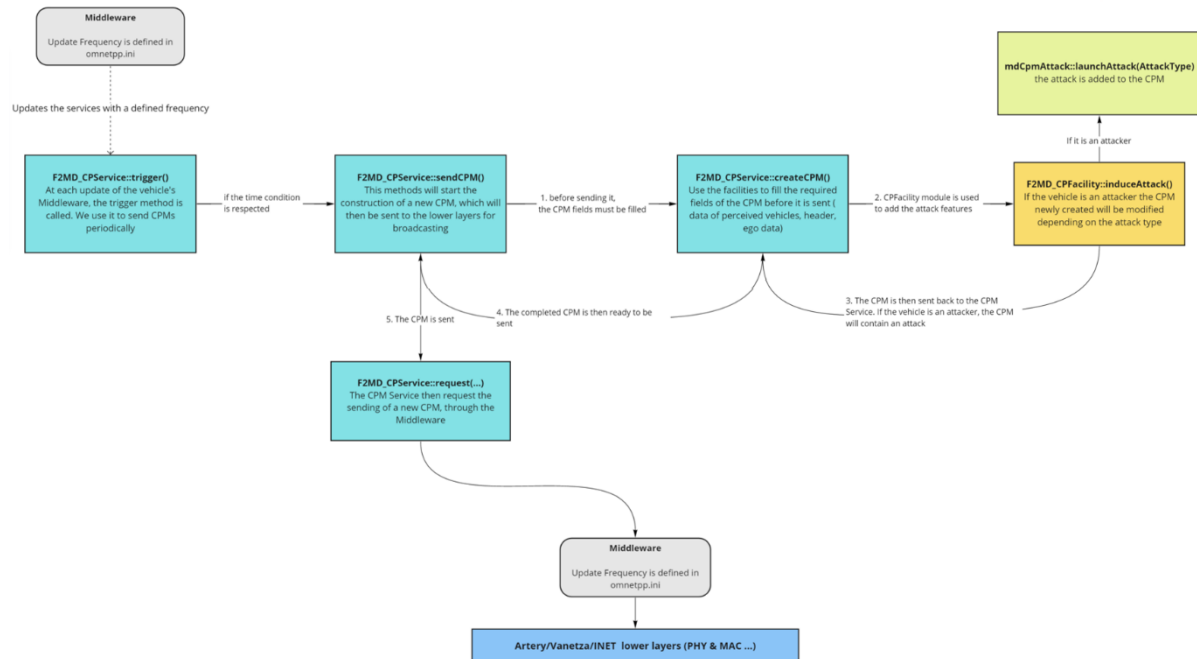 Middleware
Update Frequency is defined in
omnetpp.ini
Updates the services with a defined frequency
F2MD_CPService::trigger()
At each update of the vehicle's
Middleware, the trigger method is
called. We use it to send CPMs
periodically
if the time condition
is respected
F2MD_CPService::sendCPM()
This methods will start the
construction of a new CPM, which will
then be sent to the lower layers for
broadcasting
1. before sending it,
the CPM fields must be filled
F2MD_CPService::createCPM()
Use the facilities to fill the required
fields of the CPM before it is sent (
data of perceived vehicles, header,
ego data)
2. CPFacility module is used
to add the attack features
F2MD_CPFacility::induceAttack()
If the vehicle is an attacker the CPM
newly created will be modified
depending on the attack type
If it is an attacker
mdCpmAttack::launchAttack(AttackType)
the attack is added to the CPM
3. The CPM is then sent back to the CPM
Service. If the vehicle is an attacker, the CPM
will contain an attack
4. The completed CPM is then ready to be
sent
5. The CPM is sent
F2MD_CPService::request(...)
The CPM Service then request the
sending of a new CPM, through the
Middleware
Middleware
Update Frequency is defined in
omnetpp.ini
Artery/Vanetza/INET lower layers (PHY & MAC ...)